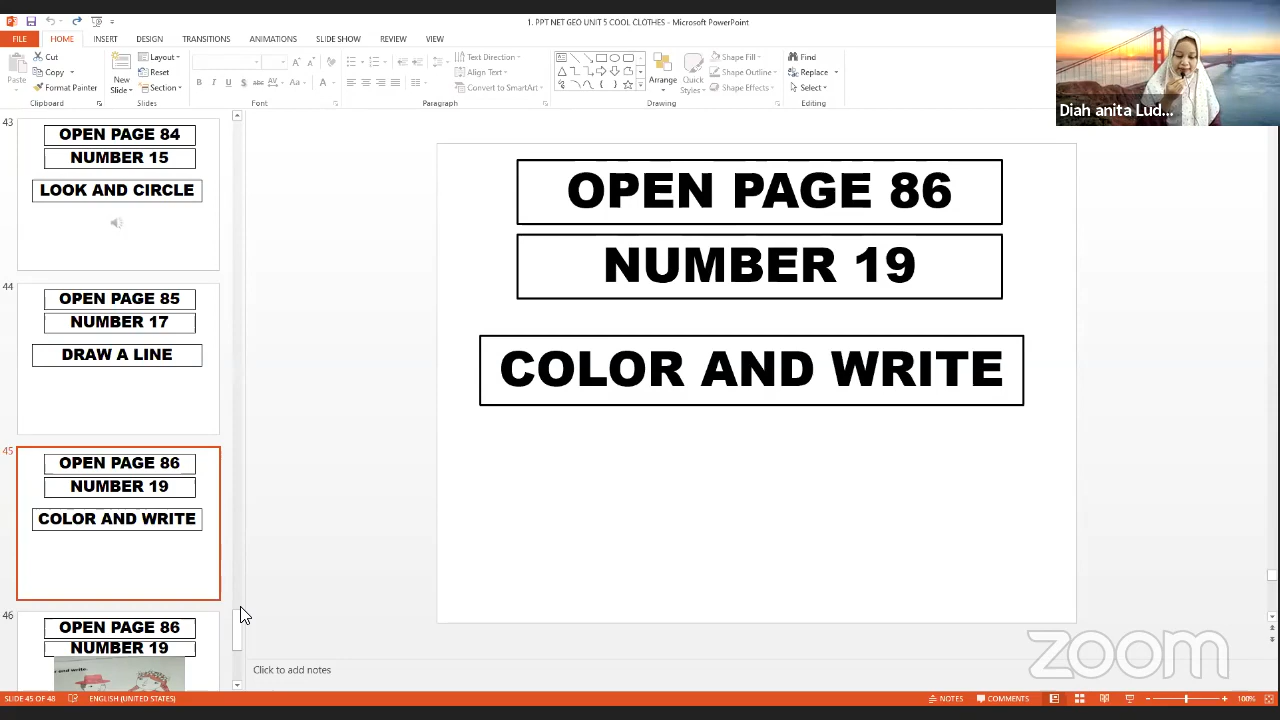 1. PPT NET GEO UNIT 5 COOL CLOTHES - Microsoft PowerPoint
FILE HOME INSERT DESIGN TRANSITIONS ANIMATIONS SLIDE SHOW REVIEW VIEW
Paste
Cut
Copy
Format Painter
Clipboard
New Slide
Layout
Reset
Section
Slides
B I U S abc AV Aa A
Font
Text Direction
Align Text
Convert to SmartArt
Paragraph
Arrange
Quick Styles
Shape Fill
Shape Outline
Shape Effects
Drawing
Find
Replace
Select
Editing
Diah anita Lud...
43
OPEN PAGE 84
NUMBER 15
LOOK AND CIRCLE
44
OPEN PAGE 85
NUMBER 17
DRAW A LINE
45
OPEN PAGE 86
NUMBER 19
COLOR AND WRITE
46
OPEN PAGE 86
NUMBER 19
write.
OPEN PAGE 86
NUMBER 19
COLOR AND WRITE
zoom
Click to add notes
SLIDE 45 OF 48 ENGLISH (UNITED STATES) NOTES COMMENTS 100%